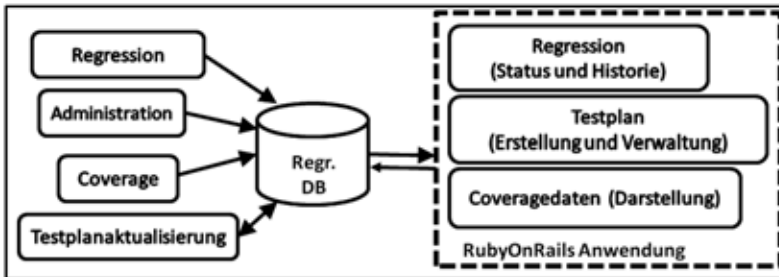 Regression
Administration
Coverage
Testplanaktualisierung
Regr.
DB
Regression
(Status und Historie)
Testplan
(Erstellung und Verwaltung)
Coveragedaten (Darstellung)
RubyOnRails Anwendung